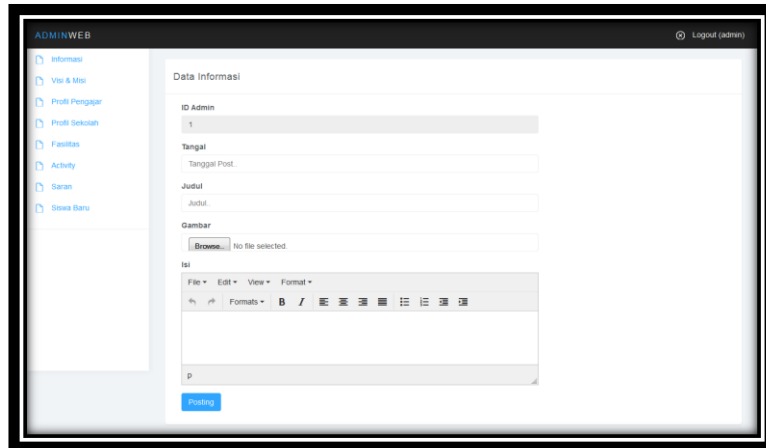 ADMINWEB
Logout (admin)
Informasi
Visi & Misi
Profil Pengajar
Profil Sekolah
Fasilitas
Activity
Saran
Siswa Baru
Data Informasi
ID Admin
1
Tangal
Tanggal Post..
Judul
Judul..
Gambar
Browse.. No file selected.
Isi
File Edit View Format
Formats B I
p
Posting